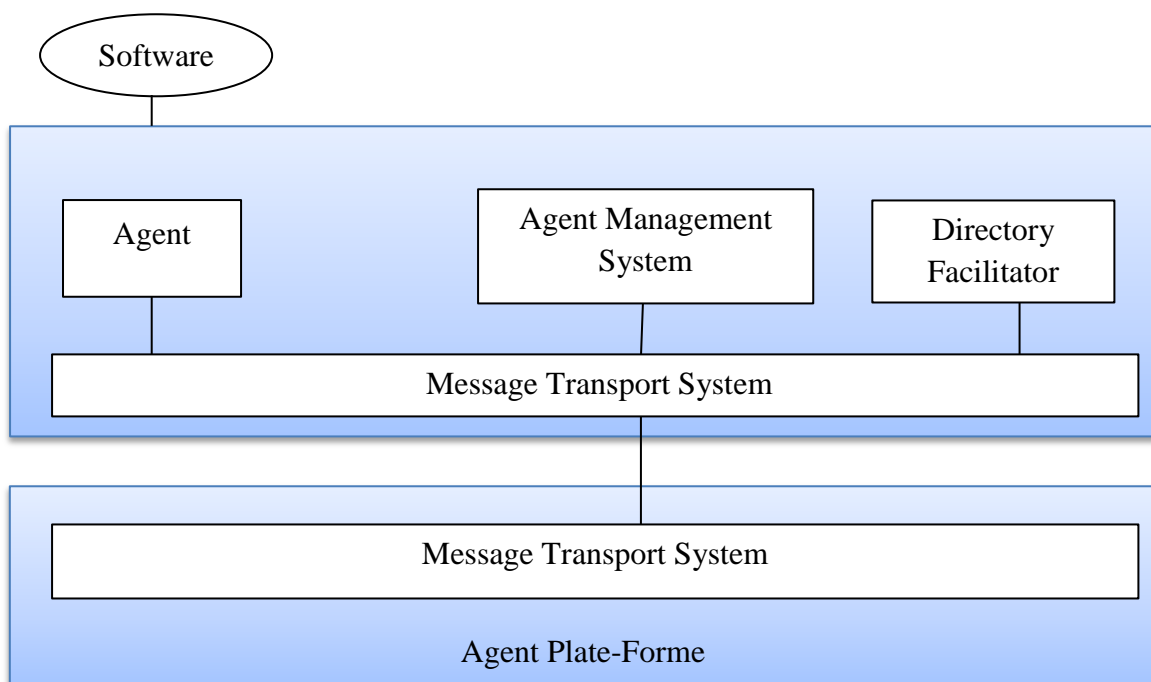 Software
Agent
Agent Management
System
Directory
Facilitator
Message Transport System
Message Transport System
Agent Plate-Forme